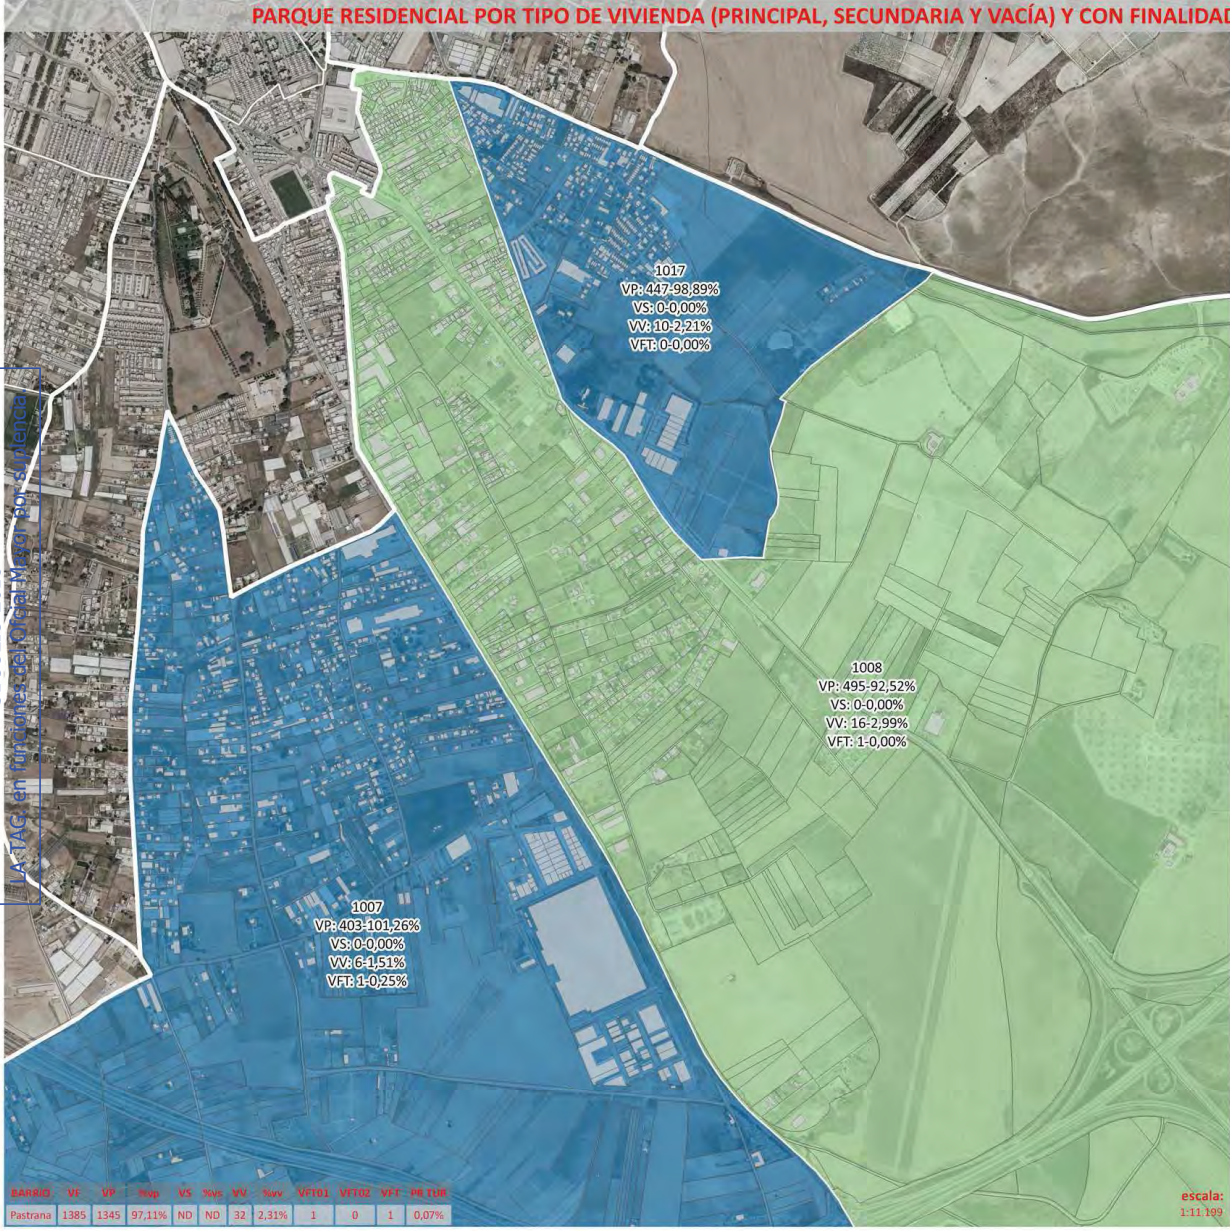 PARQUE RESIDENCIAL POR TIPO DE VIVIENDA (PRINCIPAL, SECUNDARIA Y VACÍA) Y CON FINALIDAD
1017
VP: 447-98,89%
VS: 0-0,00%
VV: 10-2,21%
VFT: 0-0,00%
LA TAG. en funciones del Oficial Mayor por suplencia
1008
VP: 495-92,52%
VS: 0-0,00%
VV: 16-2,99%
VFT: 1-0,00%
1007
VP: 403-101,26%
VS: 0-0,00%
VV: 6-1,51%
VFT: 1-0,25%
BARRIO VF VP %vp VS %vs VV %vv VFT01 VFT02 VFT PR TUR
Pastrana 1385 1345 97,11% ND ND 32 2,31% 1 0 1 0,07%
escala:
1:11.199